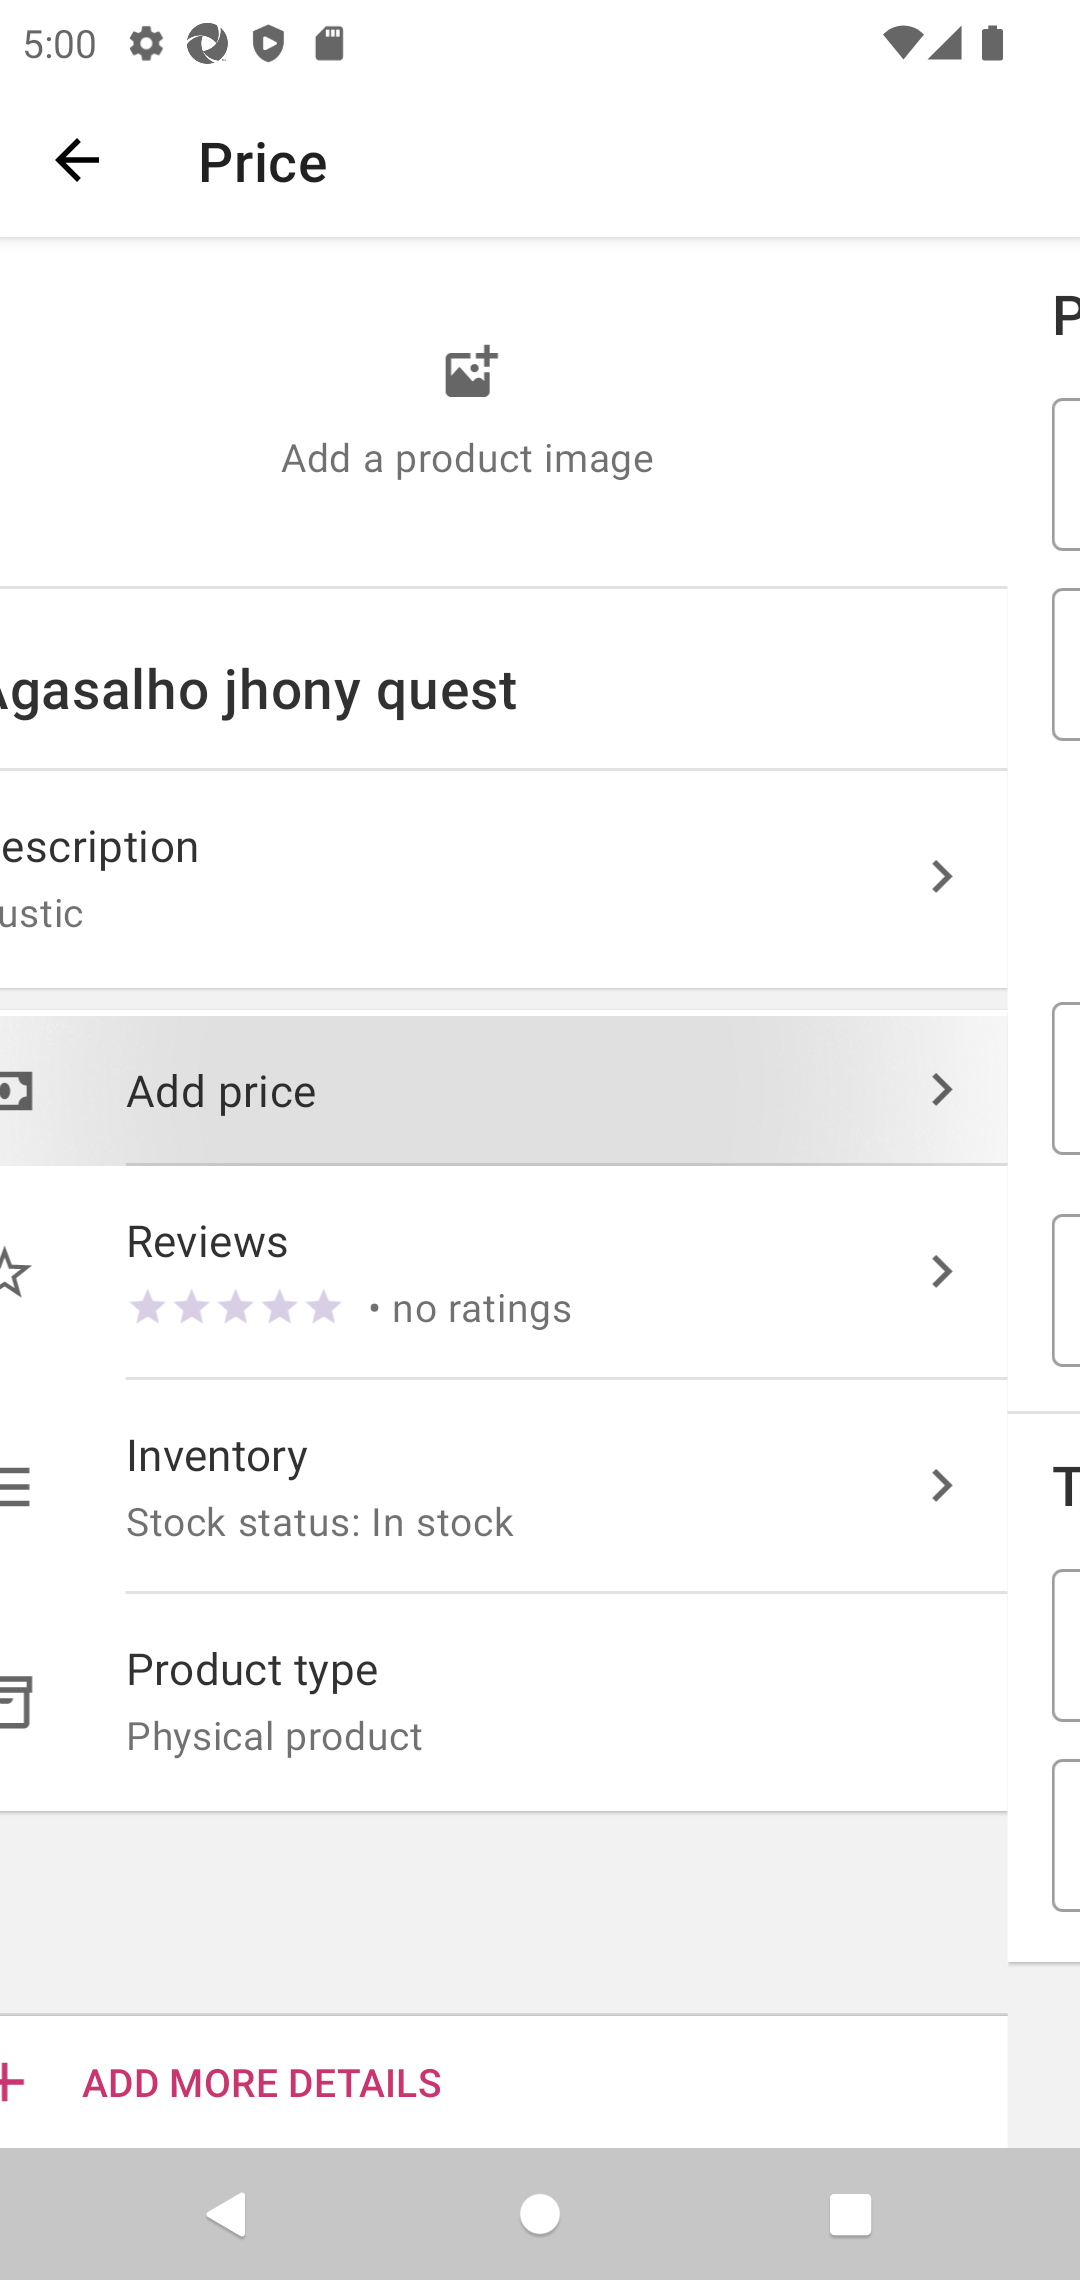 5:00
Price
P
Add a product image
Agasalho jhony quest
escription
ustic
Add price
Reviews
• no ratings
Inventory
Stock status: In stock
T
Product type
Physical product
ADD MORE DETAILS